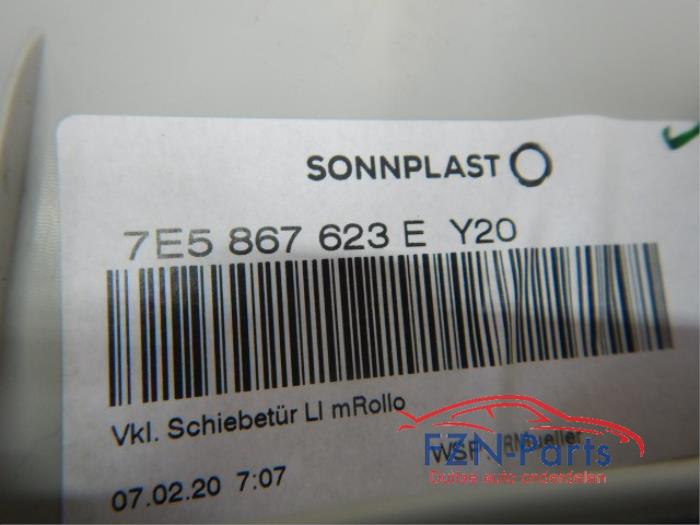 SONNPLAST
7E5 867 623 E Y20
Vkl. Schiebetür LI mRollo
WSP
FZN-Parts
Duitse auto onderdelen
07.02.20 7:07